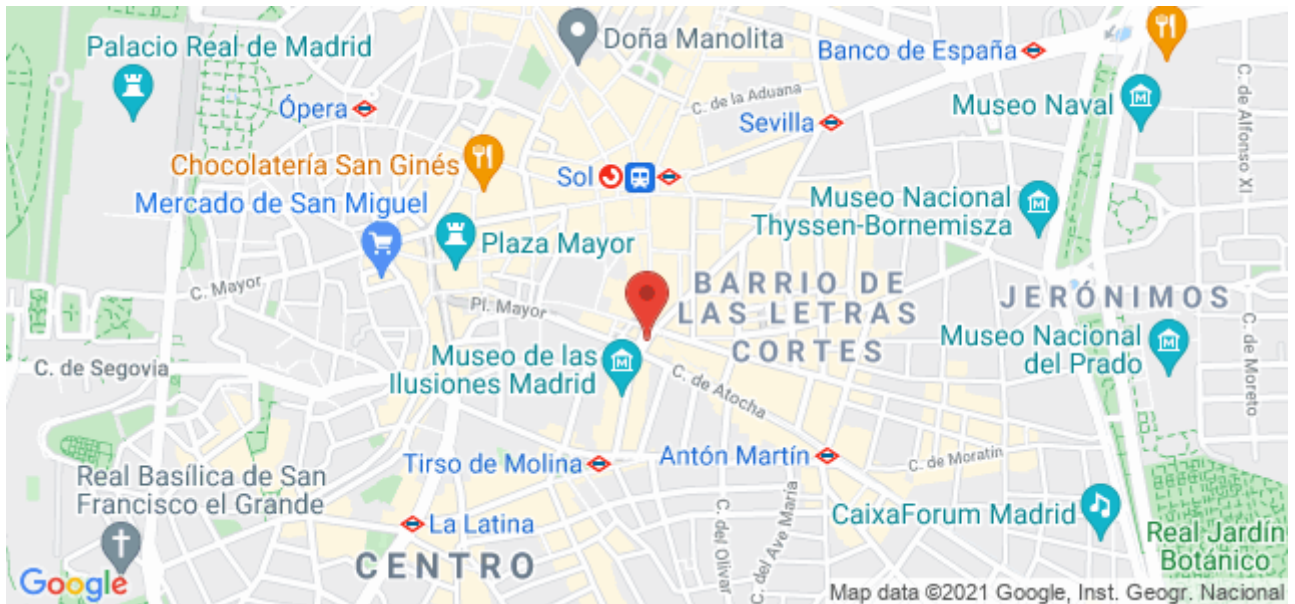 Doña Manolita
Palacio Real de Madrid
Banco de España
Ópera
C. de la Aduana
Museo Naval
Sevilla
C. de Alfonso XI
Chocolatería San Ginés
Sol
Mercado de San Miguel
Museo Nacional
Thyssen-Bornemisza
Plaza Mayor
C. Mayor
Pl. Mayor
BARRIO DE
LAS LETRAS
CORTES
JERÓNIMOS
Museo Nacional
del Prado
C. de Segovia
Museo de las
Ilusiones Madrid
C. de Atocha
C. de Moreto
Tirso de Molina
Antón Martín
C. de Moratín
Real Basílica de San
Francisco el Grande
La Latina
C. del Olivar
C. del Ave María
CaixaForum Madrid
Real Jardín
Botánico
CENTRO
Google
Map data ©2021 Google, Inst. Geogr. Nacional